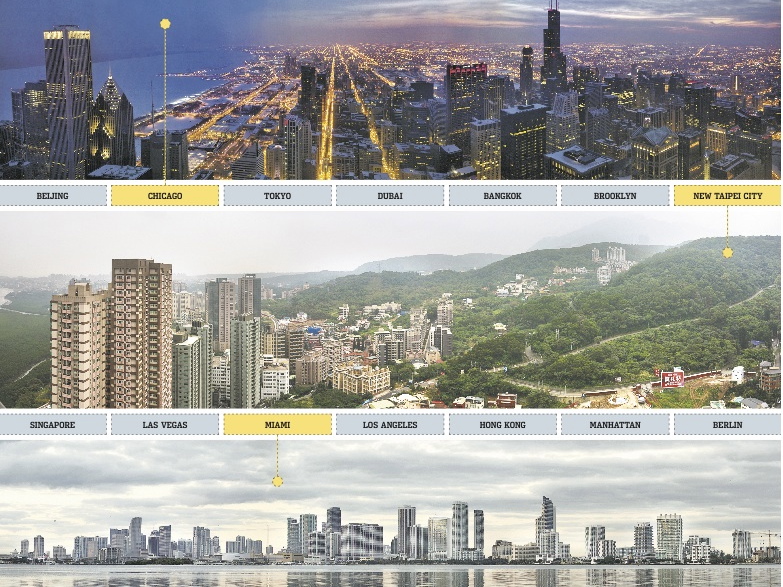 BEIJING
CHICAGO
TOKYO
DUBAI
BANGKOK
BROOKLYN
NEW TAIPEI CITY
SINGAPORE
LAS VEGAS
MIAMI
LOS ANGELES
HONG KONG
MANHATTAN
BERLIN